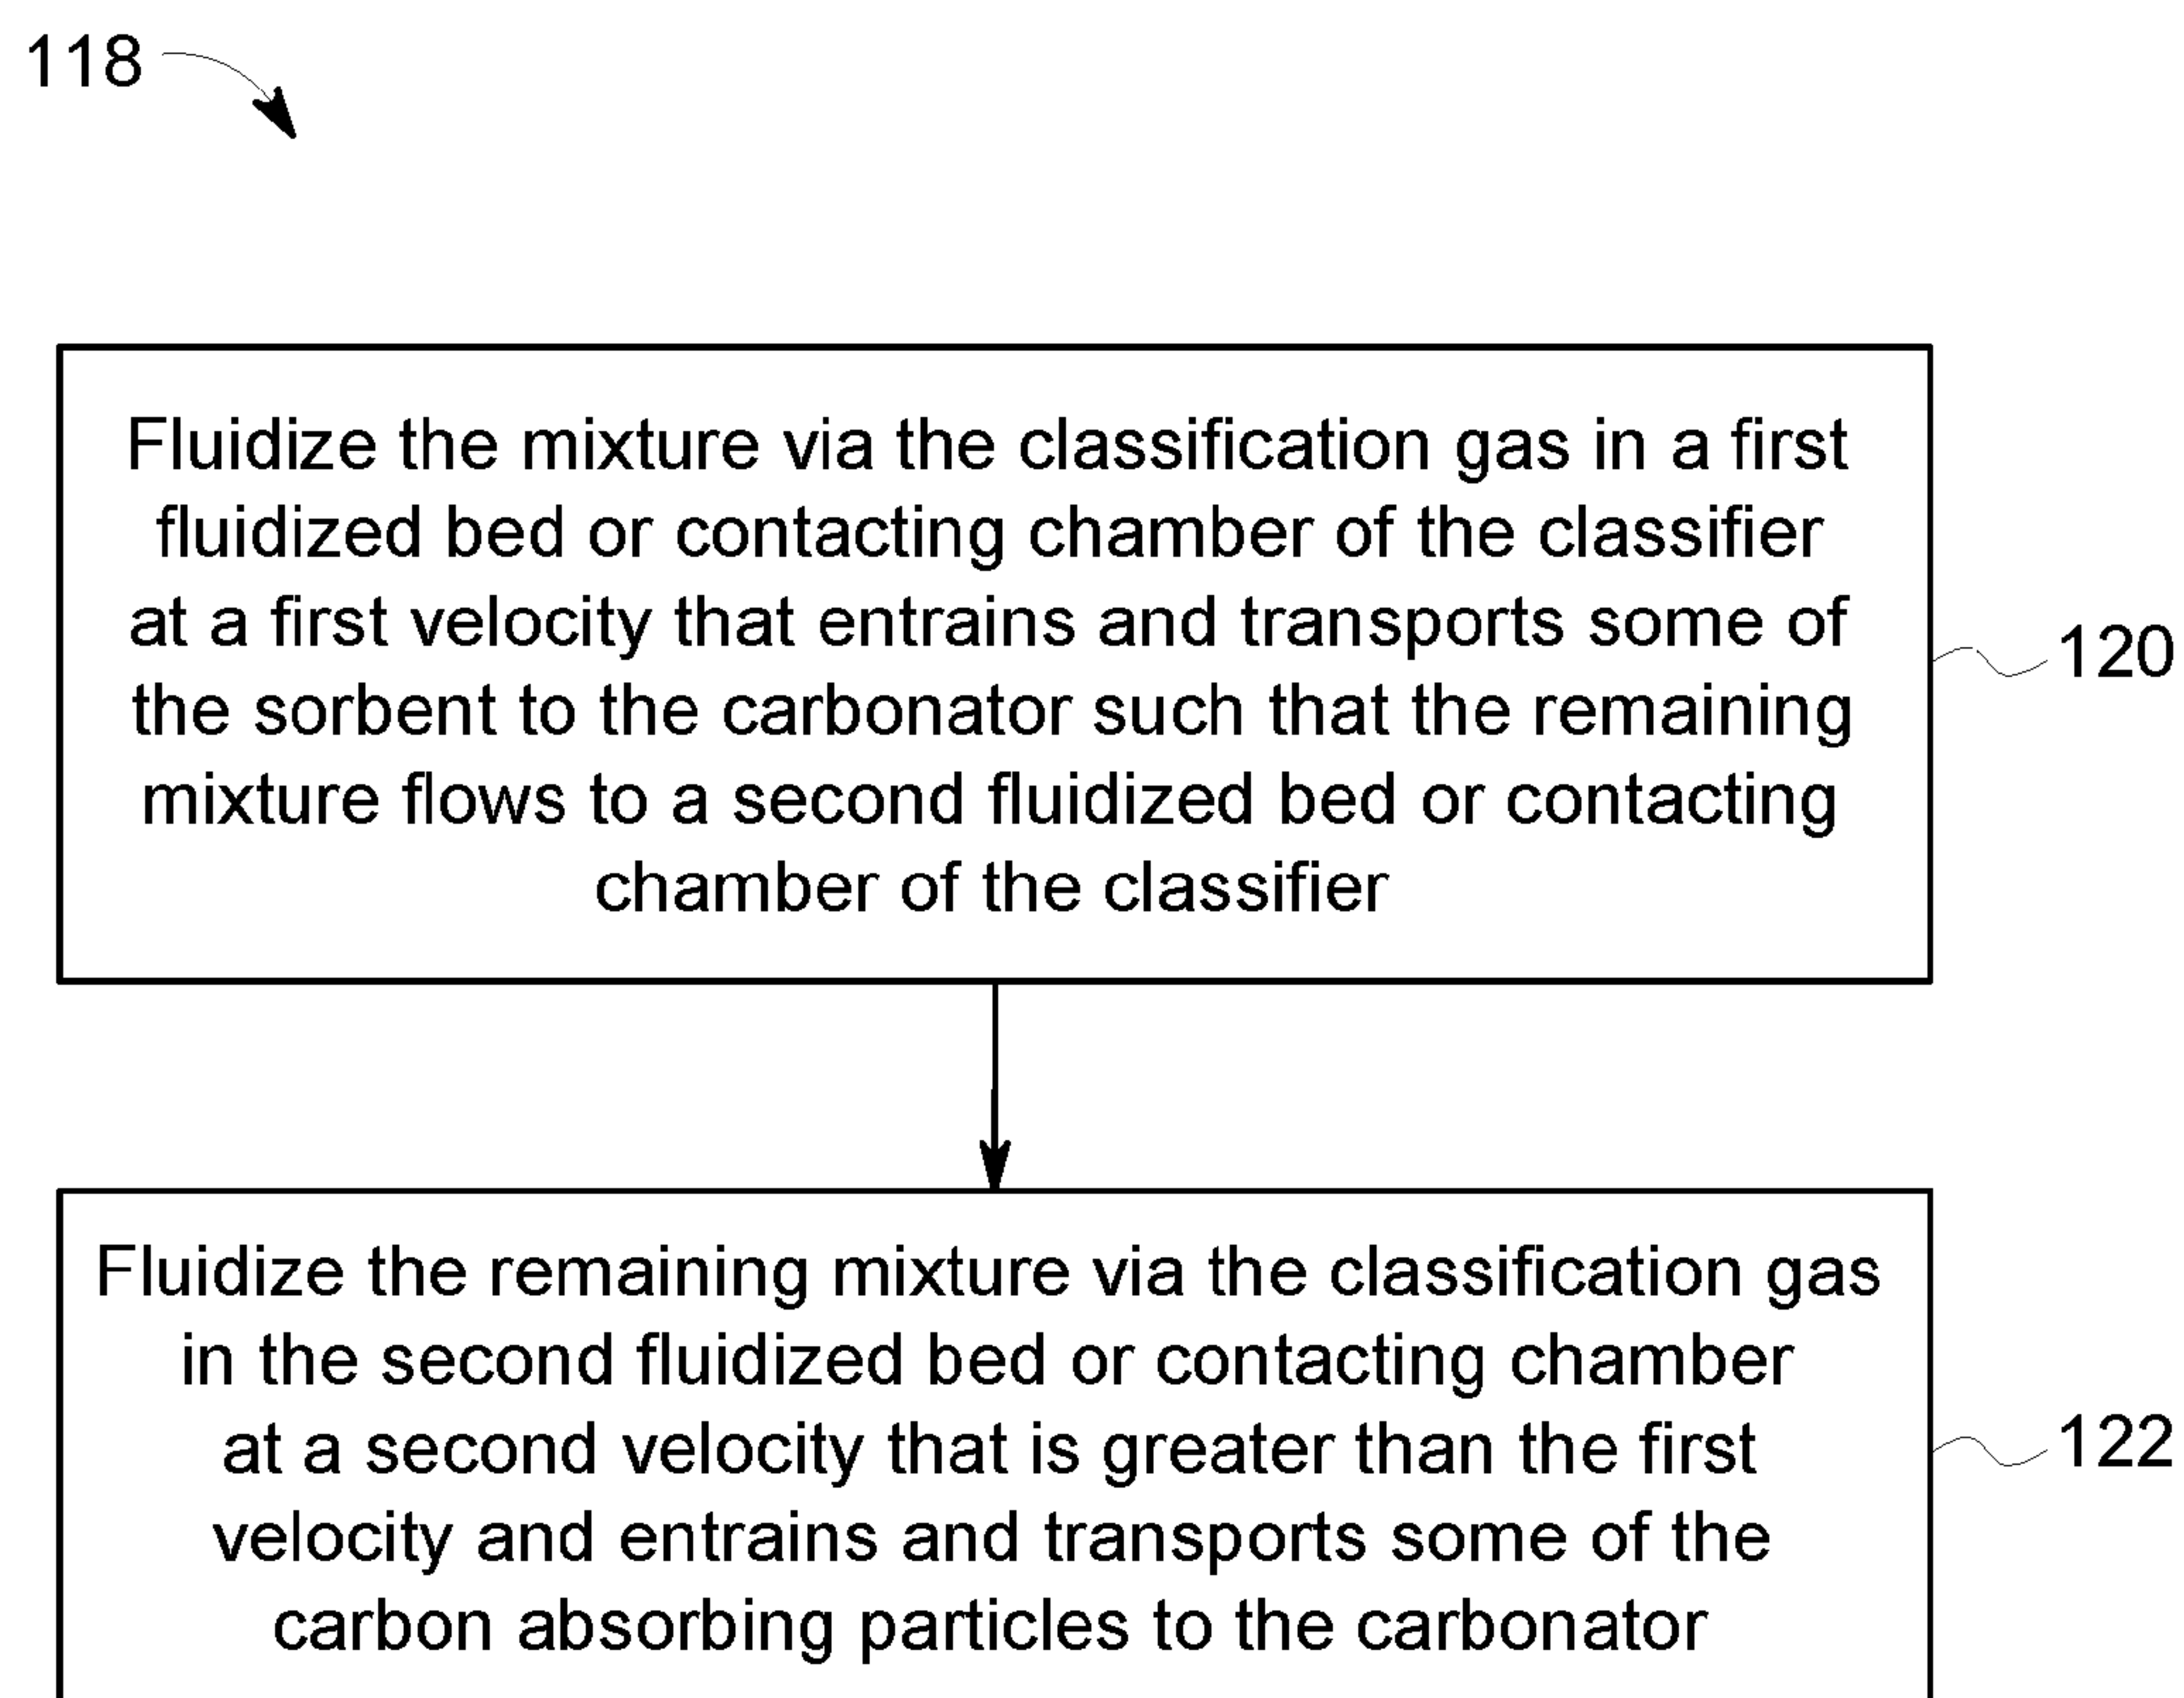 118
Fluidize the mixture via the classification gas in a first
fluidized bed or contacting chamber of the classifier
at a first velocity that entrains and transports some of
the sorbent to the carbonator such that the remaining
mixture flows to a second fluidized bed or contacting
chamber of the classifier
120
Fluidize the remaining mixture via the classification gas
in the second fluidized bed or contacting chamber
at a second velocity that is greater than the first
velocity and entrains and transports some of the
carbon absorbing particles to the carbonator
122